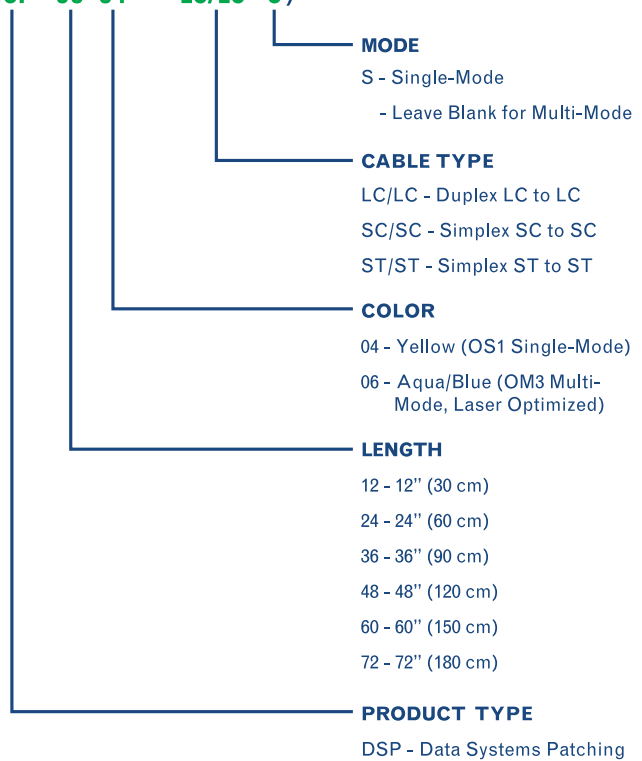 MODE
S - Single-Mode
- Leave Blank for Multi-Mode
CABLE TYPE
LC/LC - Duplex LC to LC
SC/SC - Simplex SC to SC
ST/ST - Simplex ST to ST
COLOR
04 - Yellow (OS1 Single-Mode)
06 - Aqua/Blue (OM3 Multi-
Mode, Laser Optimized)
LENGTH
12 - 12'' (30 cm)
24 - 24'' (60 cm)
36 - 36'' (90 cm)
48 - 48'' (120 cm)
60 - 60'' (150 cm)
72 - 72'' (180 cm)
PRODUCT TYPE
DSP - Data Systems Patching